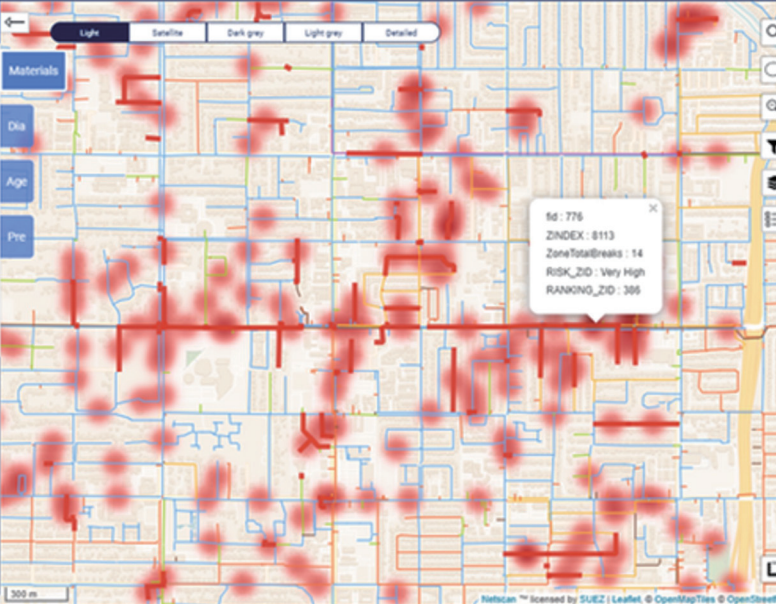 Light Satellite Dark grey Light grey Detailed
Materials
Dia
Age
Pre
fid : 776
ZINDEX : 8113
ZoneTotalBreaks : 14
RISK_ZID : Very High
RANKING_ZID : 386
300 m
Netscan ™ licensed by SUEZ | Leaflet, © OpenMapTiles © OpenStreet